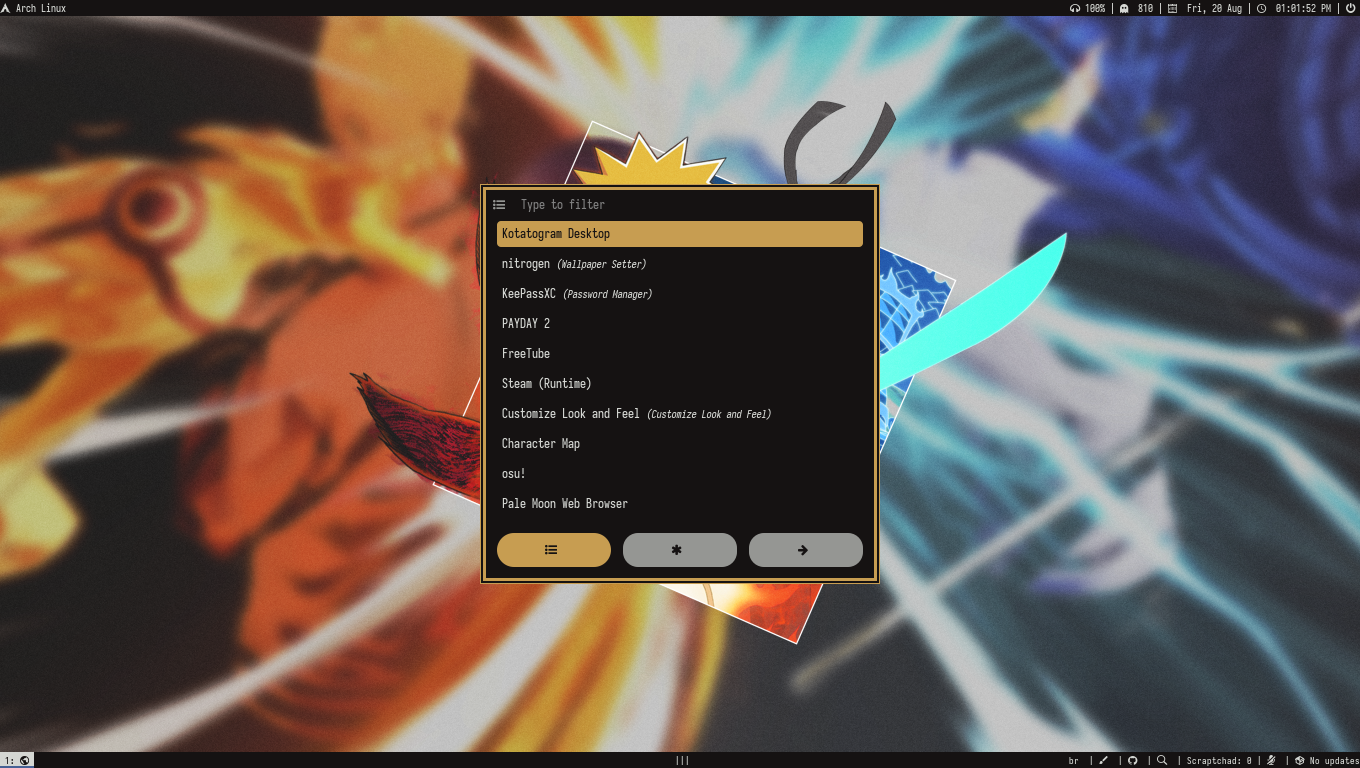 Arch Linux
100% | 810 | Fri, 20 Aug | 01:01:52 PM |
Type to filter
Kotatogram Desktop
nitrogen (Wallpaper Setter)
KeePassXC (Password Manager)
PAYDAY 2
FreeTube
Steam (Runtime)
Customize Look and Feel (Customize Look and Feel)
Character Map
osu!
Pale Moon Web Browser
1:
|||
br | | | | Scraptchad: 0 | | No updates